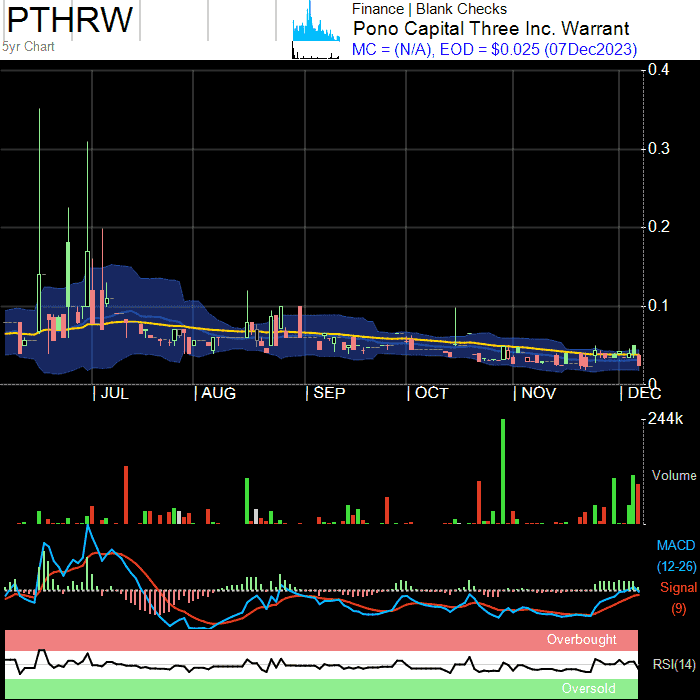 PTHRW
5yr Chart
Finance | Blank Checks
Pono Capital Three Inc. Warrant
MC = (N/A), EOD = $0.025 (07Dec2023)
0.4
0.3
0.2
0.1
0
| JUL | AUG | SEP | OCT | NOV | DEC
244k
Volume
MACD
(12-26)
Signal
(9)
Overbought
RSI(14)
Oversold